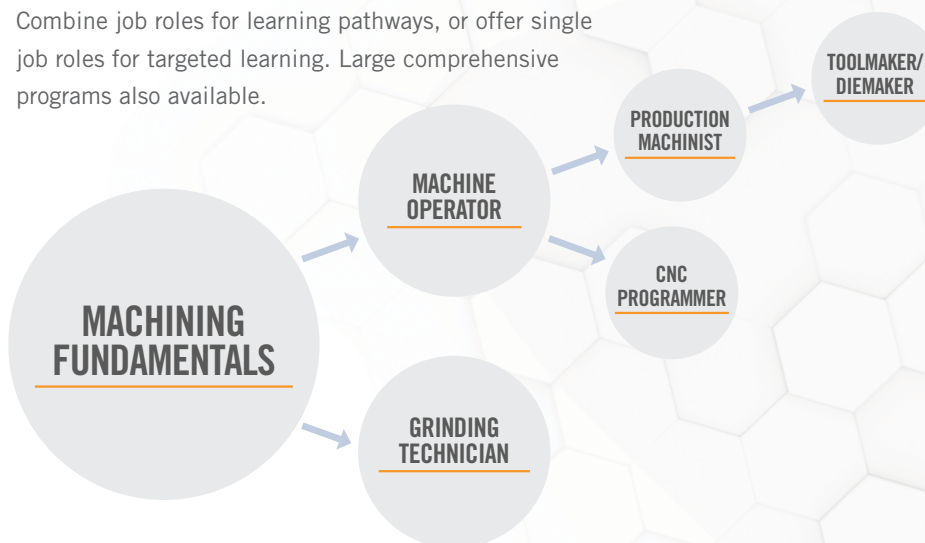 Combine job roles for learning pathways, or offer single
job roles for targeted learning. Large comprehensive
programs also available.
TOOLMAKER/
DIEMAKER
PRODUCTION
MACHINIST
MACHINE
OPERATOR
CNC
PROGRAMMER
MACHINING
FUNDAMENTALS
GRINDING
TECHNICIAN